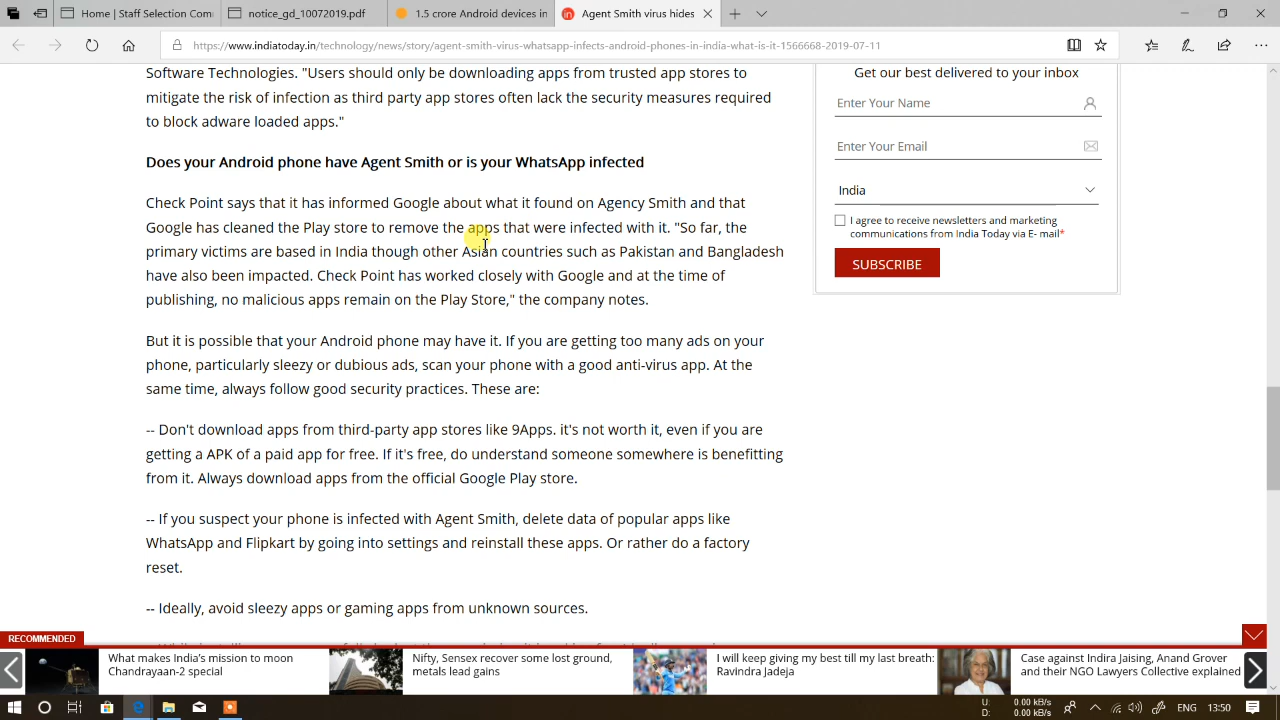 Home | Staff Selection Com
notice_gd_10072019.pdf
1.5 crore Android devices in
Agent Smith virus hides
https://www.indiatoday.in/technology/news/story/agent-smith-virus-whatsapp-infects-android-phones-in-india-what-is-it-1566668-2019-07-11
Software Technologies. "Users should only be downloading apps from trusted app stores to
mitigate the risk of infection as third party app stores often lack the security measures required
to block adware loaded apps."
Does your Android phone have Agent Smith or is your WhatsApp infected
Check Point says that it has informed Google about what it found on Agency Smith and that
Google has cleaned the Play store to remove the apps that were infected with it. "So far, the
primary victims are based in India though other Asian countries such as Pakistan and Bangladesh
have also been impacted. Check Point has worked closely with Google and at the time of
publishing, no malicious apps remain on the Play Store," the company notes.
But it is possible that your Android phone may have it. If you are getting too many ads on your
phone, particularly sleezy or dubious ads, scan your phone with a good anti-virus app. At the
same time, always follow good security practices. These are:
-- Don't download apps from third-party app stores like 9Apps. it's not worth it, even if you are
getting a APK of a paid app for free. If it's free, do understand someone somewhere is benefitting
from it. Always download apps from the official Google Play store.
-- If you suspect your phone is infected with Agent Smith, delete data of popular apps like
WhatsApp and Flipkart by going into settings and reinstall these apps. Or rather do a factory
reset.
-- Ideally, avoid sleezy apps or gaming apps from unknown sources.
Get our best delivered to your inbox
Enter Your Name
Enter Your Email
India
I agree to receive newsletters and marketing
communications from India Today via E- mail*
SUBSCRIBE
RECOMMENDED
What makes India's mission to moon
Chandrayaan-2 special
Nifty, Sensex recover some lost ground,
metals lead gains
I will keep giving my best till my last breath:
Ravindra Jadeja
Case against Indira Jaising, Anand Grover
and their NGO Lawyers Collective explained
U: 0.00 kB/s
D: 0.00 kB/s
ENG
13:50